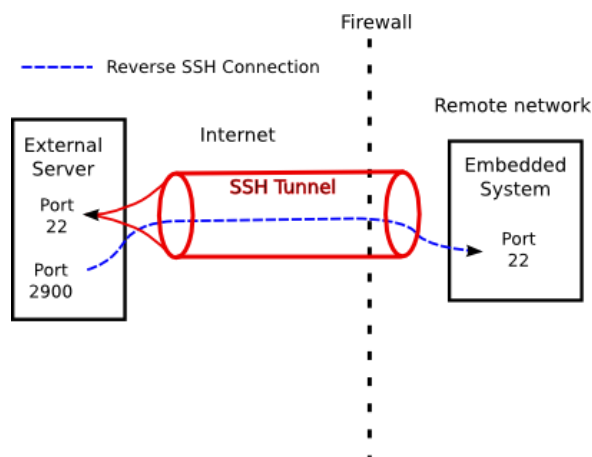 Firewall
Reverse SSH Connection
Remote network
Internet
External
Server
Port
22
Port
2900
SSH Tunnel
Embedded
System
Port
22